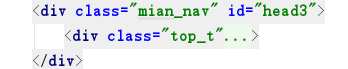 <div class="mian_nav" id="head3">
<div class="top_t"...>
</div>